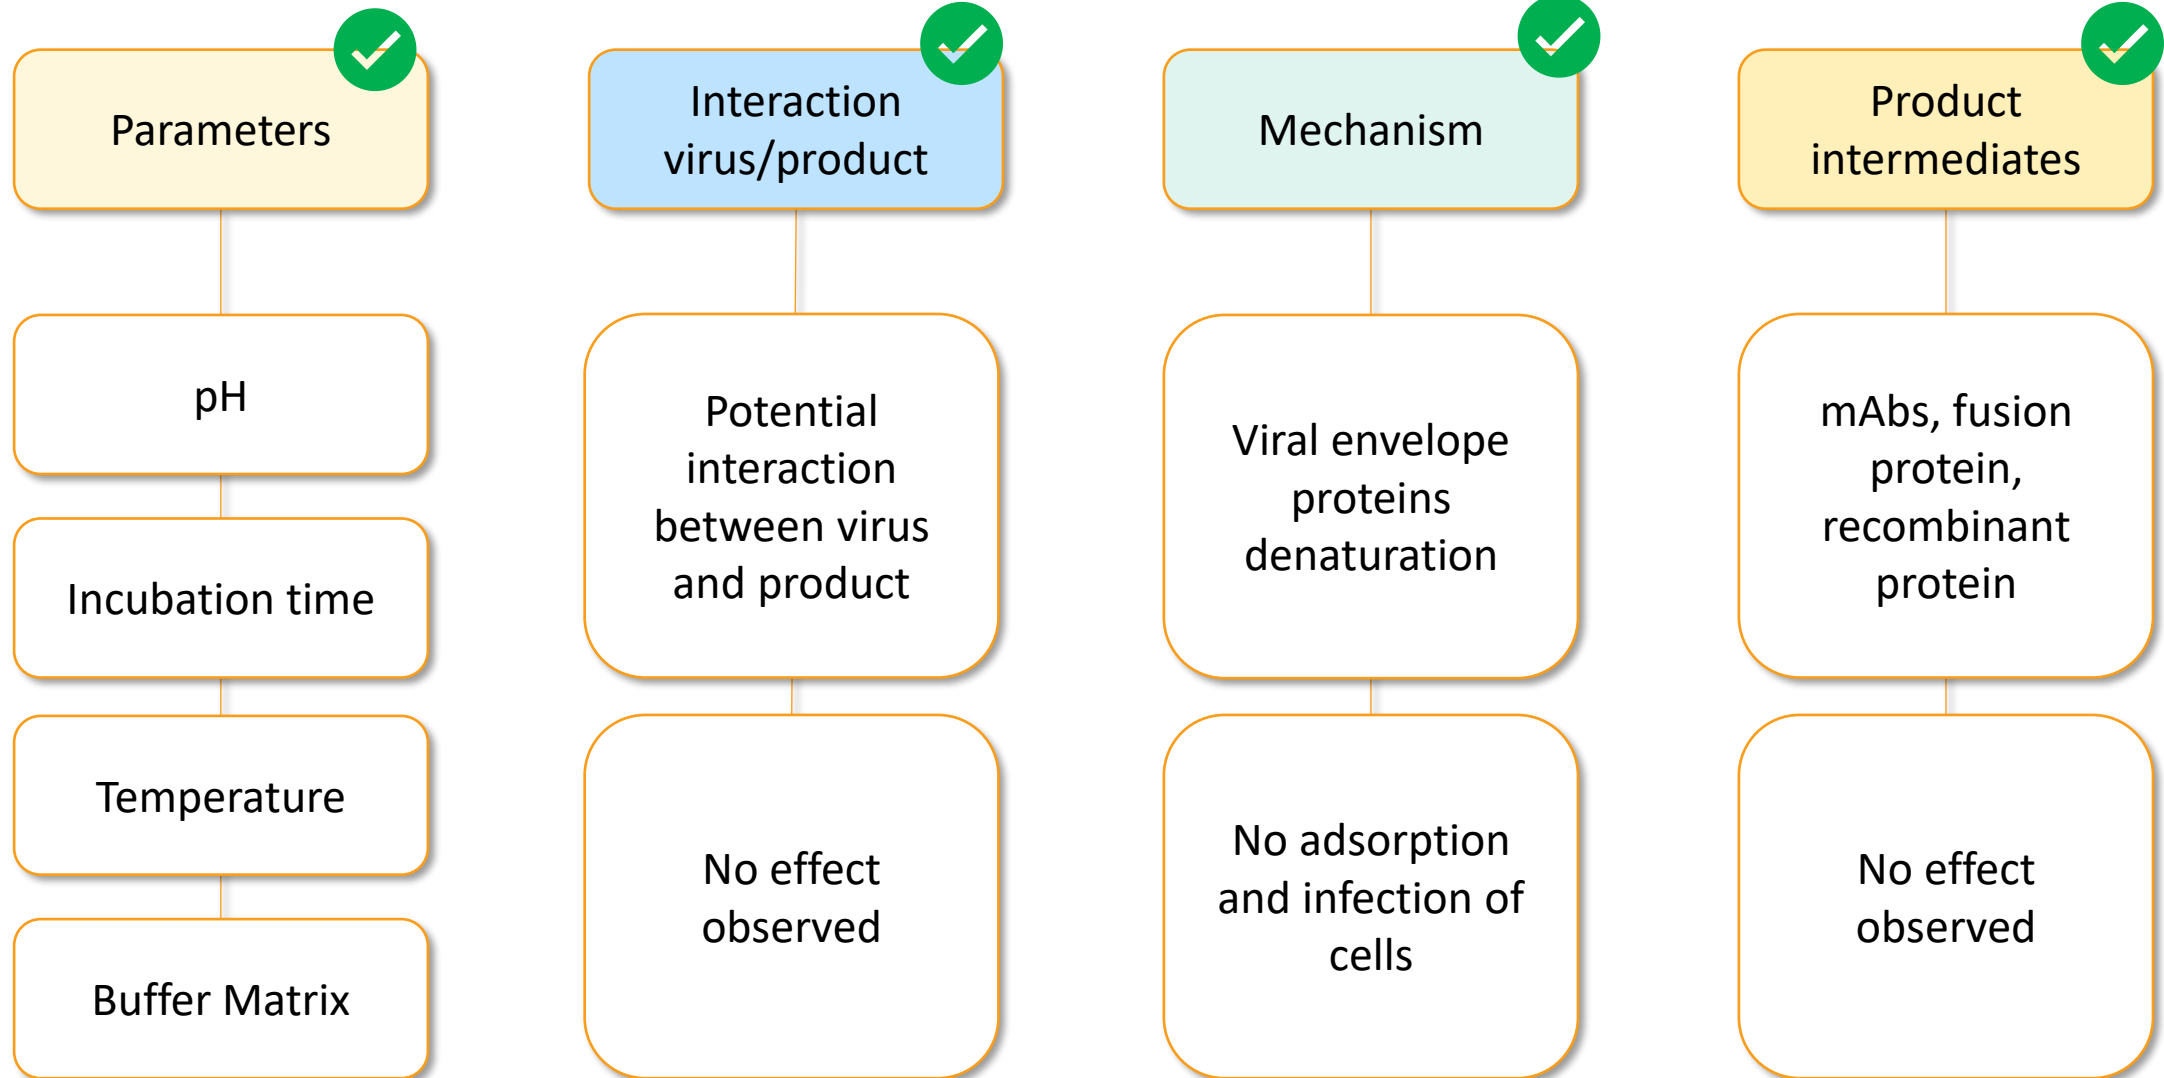 Parameters
pH
Incubation time
Temperature
Buffer Matrix
Interaction
virus/product
Potential
interaction
between virus
and product
No effect
observed
Mechanism
Viral envelope
proteins
denaturation
No adsorption
and infection of
cells
Product
intermediates
mAbs, fusion
protein,
recombinant
protein
No effect
observed